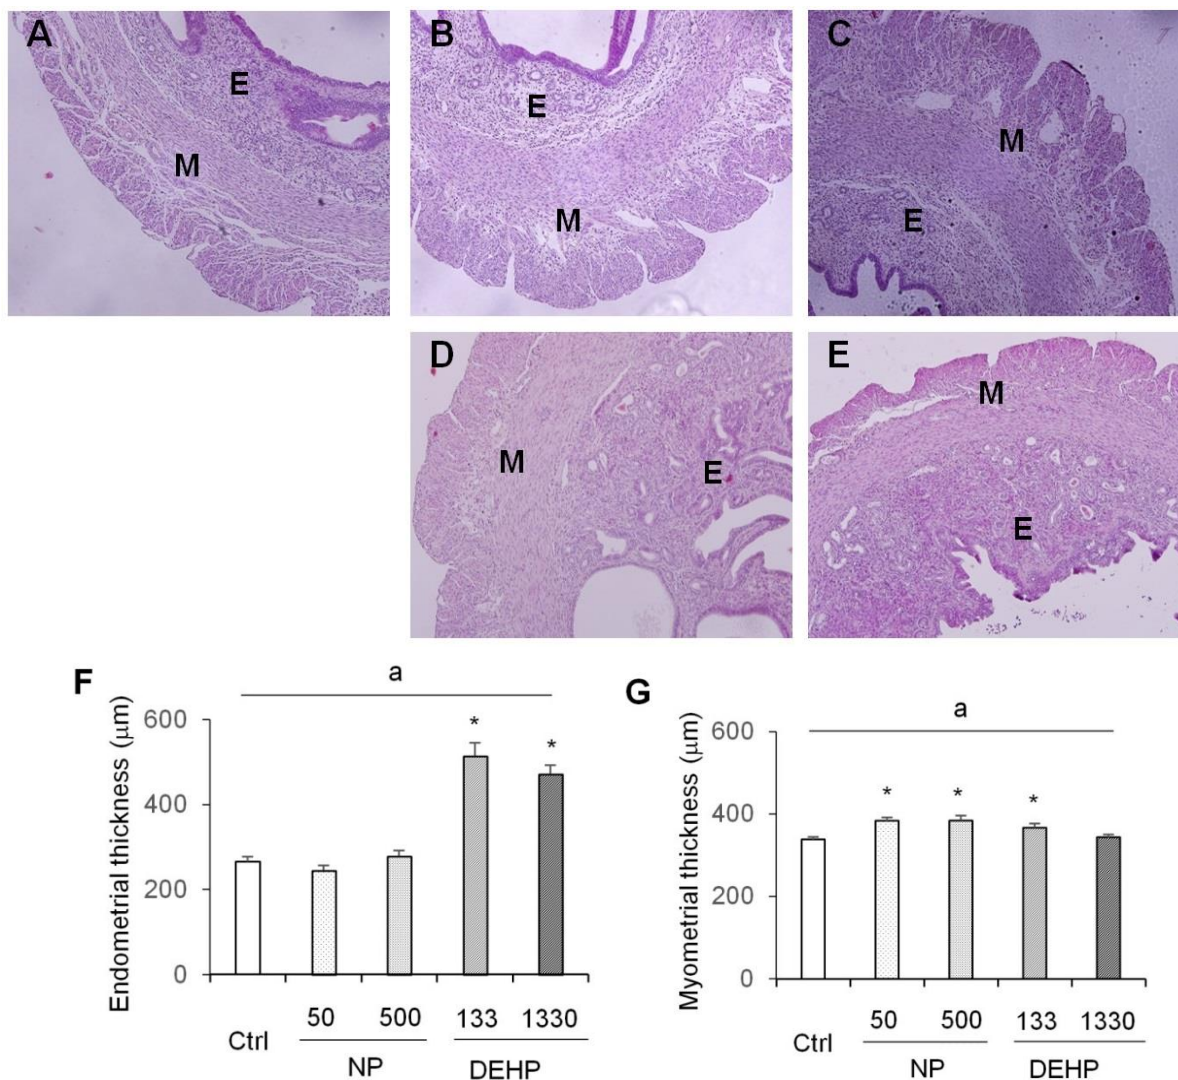 A
E
M
B
E
M
C
M
E
D
M
E
E
M
E
F
a
Endometrial thickness (μm)
600
400
200
0
*
*
Ctrl
50
500
133
1330
NP
DEHP
G
a
Myometrial thickness (μm)
600
400
200
0
*
*
*
Ctrl
50
500
133
1330
NP
DEHP